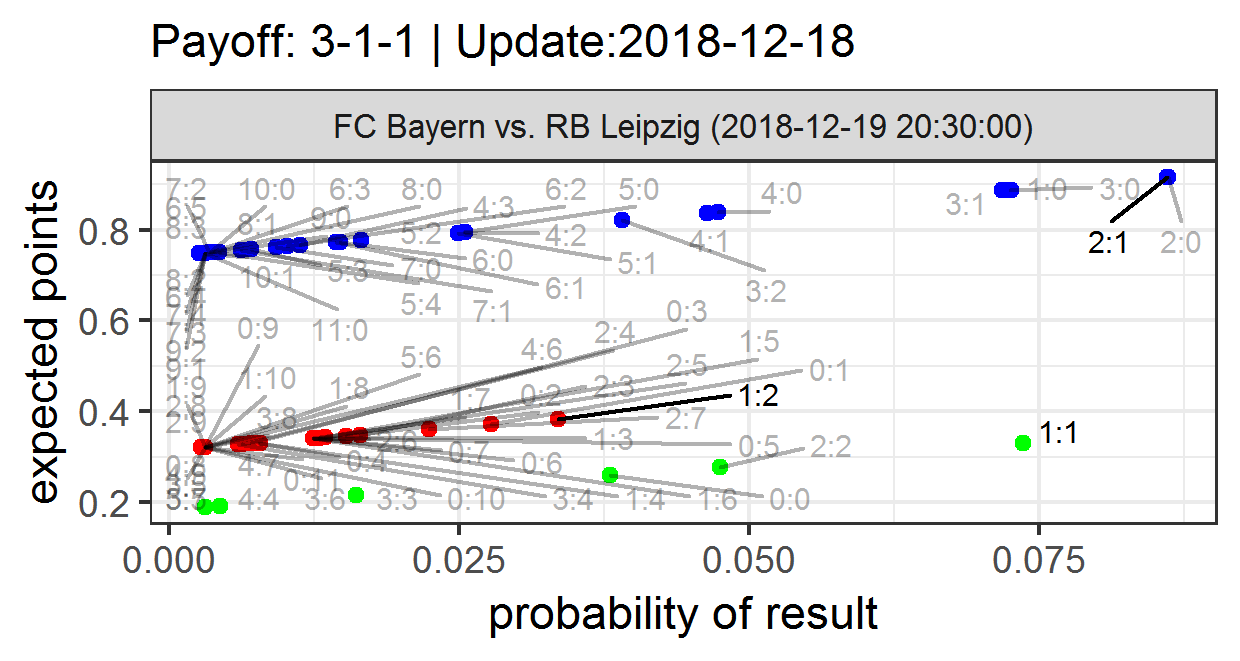 Payoff: 3-1-1 | Update:2018-12-18
FC Bayern vs. RB Leipzig (2018-12-19 20:30:00)
expected points
0.8
0.6
0.4
0.2
7:2 10:0 6:3 8:0 6:2 5:0 4:0 3:1 1:0 3:0
8:1 9:0 4:3
5:2 4:2 4:1 2:1 2:0
10:1 5:3 7:0 6:0 5:1
5:4 7:1 6:1 3:2
11:0
0:9 2:4 0:3
5:6 4:6 1:5
1:10 1:8 2:5 0:1
1:7 0:2 2:3 1:2
3:8 2:7 1:1
2:6 0:7 1:3 0:5 2:2
4:7 0:4 0:6
0:11
4:4 3:6 3:3 0:10 3:4 1:4 1:6 0:0
0.000 0.025 0.050 0.075
probability of result